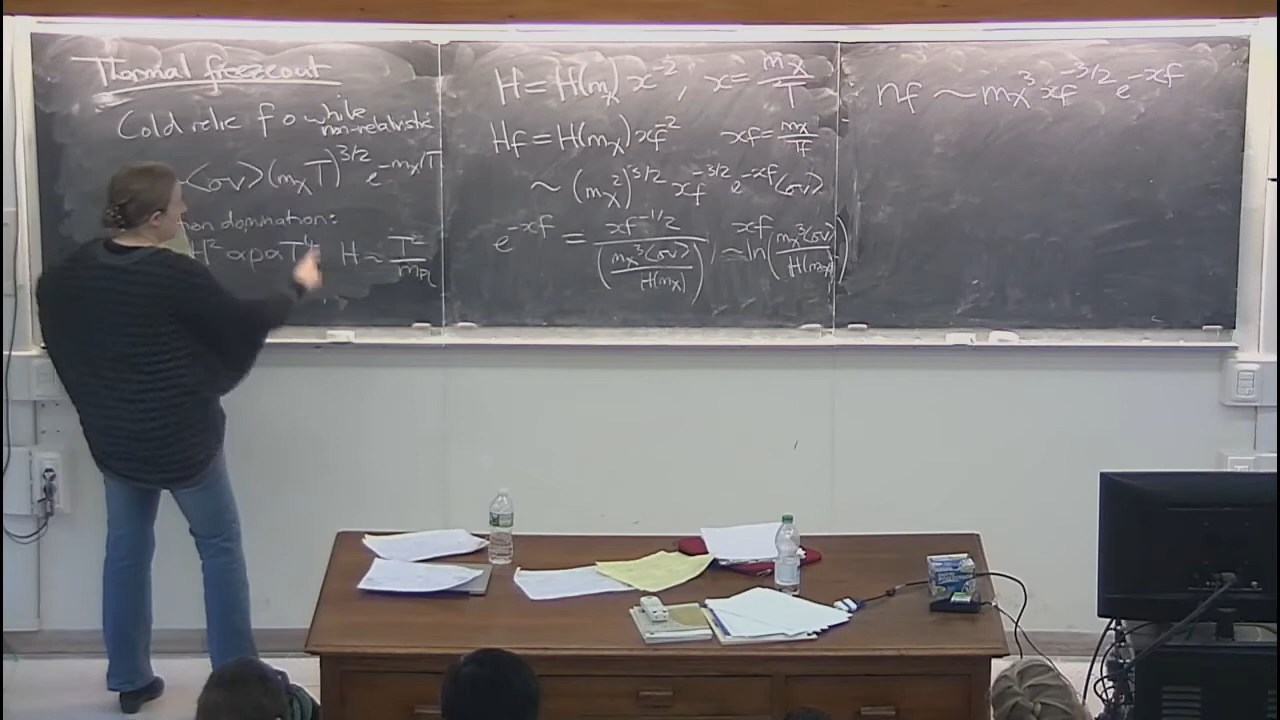 Thermal freezeout
Cold relic f o while
non-relativistic
<σv>(mχT)^{3/2} e^{-mχ/T}
domination:
H² ∝ ρ ∝ T⁴ H ~ T²/m_{PL}
H = H(mχ) x^{-2}, x = mχ/T
Hf = H(mχ) xf^{-2} xf = mχ/Tf
~ (mχ²)^{3/2} xf^{-3/2} e^{-xf} <σv>
e^{-xf} = xf^{-1/2}/(mχ³<σv>/H(mχ)), xf ≈ ln(mχ³<σv>/H(mχ))
nf ~ mχ³ xf^{-3/2} e^{-xf}